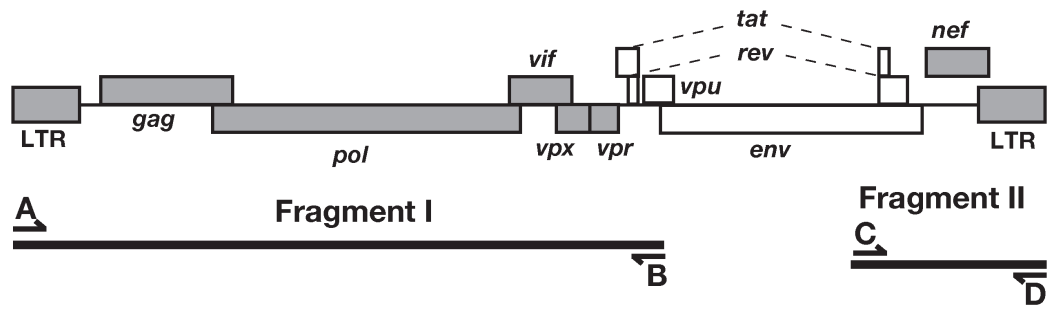 tat
nef
rev
vif
vpu
gag
LTR
pol
vpx
vpr
env
LTR
Fragment I
Fragment II
A
B
C
D